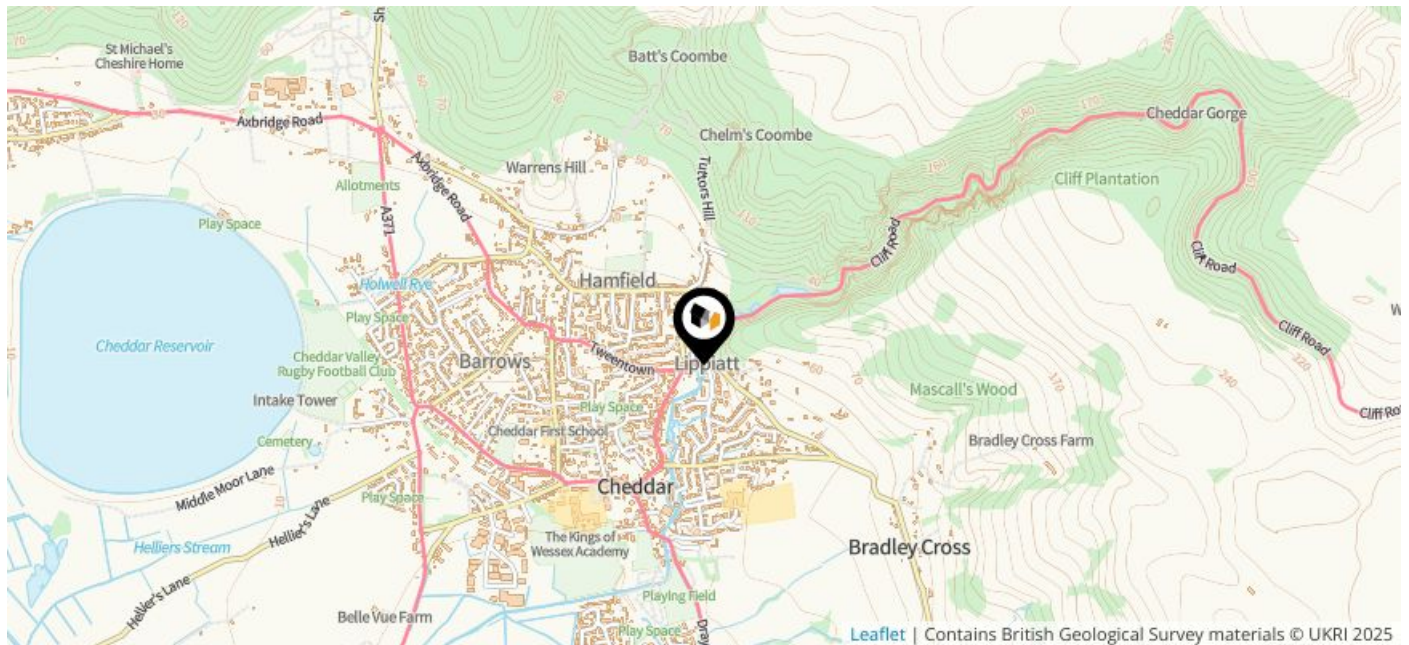 St Michael's
Cheshire Home
Batt's Coombe
Cheddar Gorge
Axbridge Road
Chelm's Coombe
Axbridge Road
Warrens Hill
Tuttors Hill
Cliff Plantation
Allotments
A371
Play Space
Cliff Road
Cliff Road
Hamfield
Holwell Rye
Play Space
Cliff Road
Cheddar Reservoir
Cheddar Valley
Rugby Football Club
Barrows
Tweentown
Lippiatt
Mascall's Wood
Intake Tower
Play Space
Cliff Ro
Cheddar First School
Cemetery
Bradley Cross Farm
Middle Moor Lane
Cheddar
Play Space
Hellier's Lane
Helliers Stream
The Kings of
Wessex Academy
Bradley Cross
Hellier's Lane
Belle Vue Farm
Playing Field
Play Space
Dray
Leaflet | Contains British Geological Survey materials © UKRI 2025